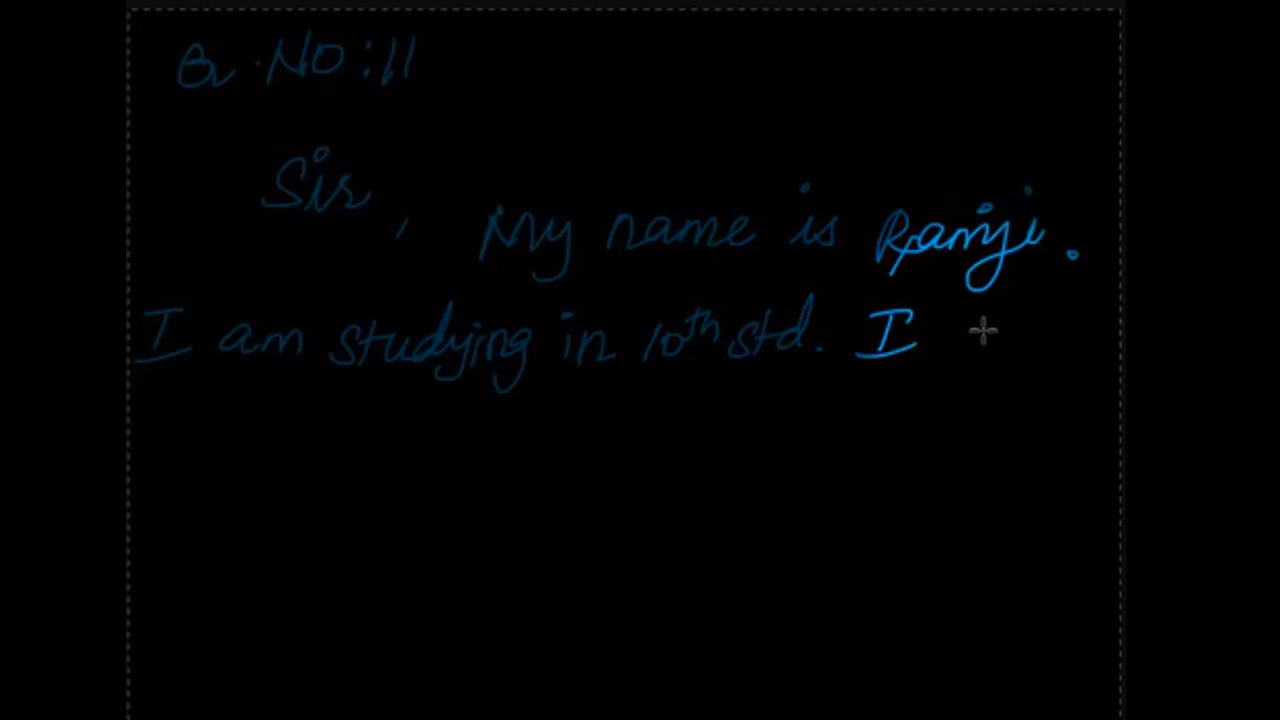 Q. No : 11
Sir, My name is Ramji.
I am studying in 10th std. I